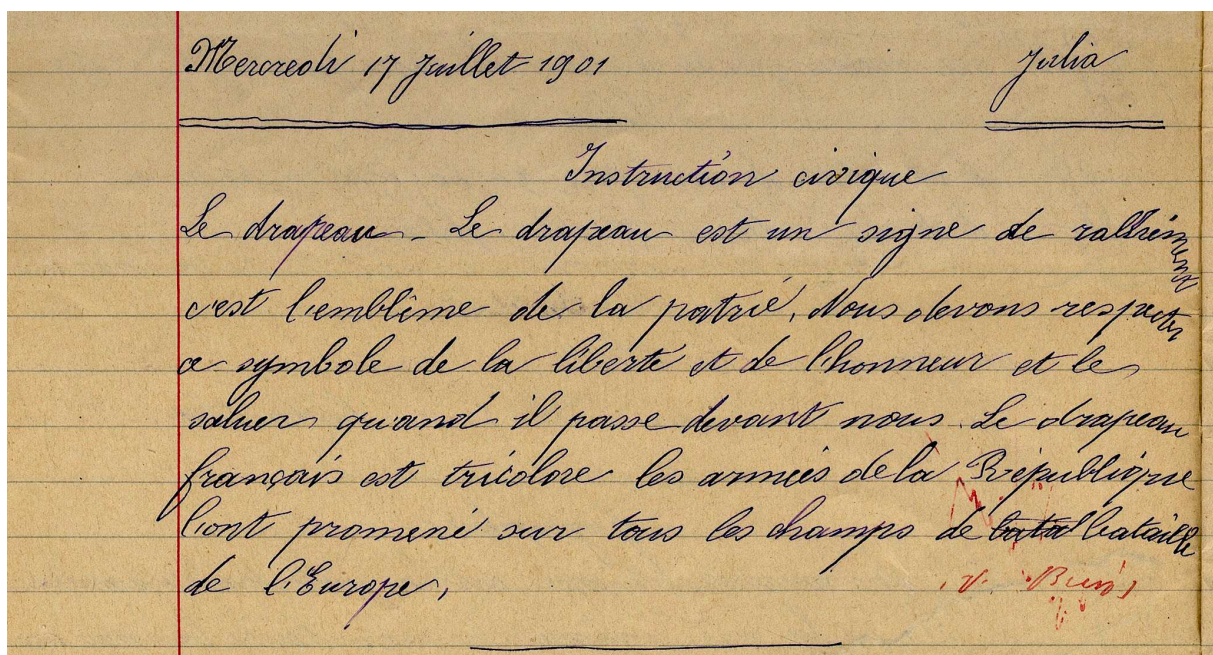 Mercredi 17 Juillet 1901 Julia
Instruction civique
Le drapeau _ Le drapeau est un signe de ralliement
c'est l'emblême de la patrie. Nous devons respecter
ce symbole de la liberté et de l'honneur et le
saluer quand il passe devant nous. Le drapeau
français est tricolore les armées de la République
l'ont promené sur tous les champs de batai bataille
de l'Europe.